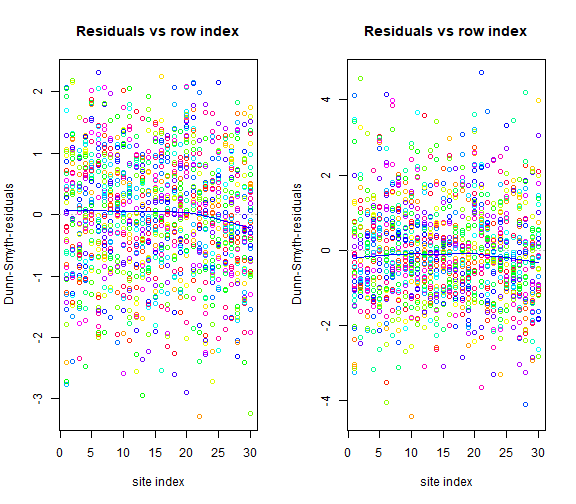 Residuals vs row index
Dunn-Smyth-residuals
2
1
0
-1
-2
-3
0 5 10 15 20 25 30
site index
Residuals vs row index
Dunn-Smyth-residuals
4
2
0
-2
-4
0 5 10 15 20 25 30
site index